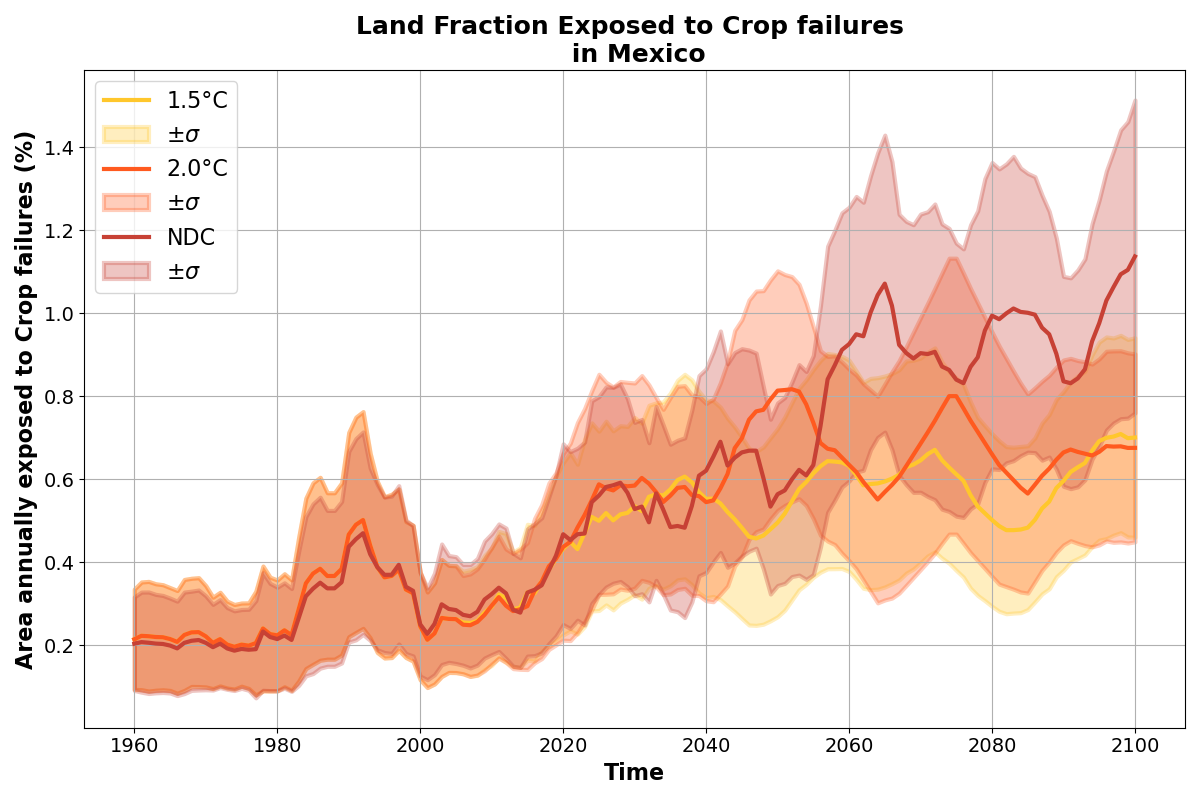 Land Fraction Exposed to Crop failures
in Mexico
Area annually exposed to Crop failures (%)
1.5°C
±σ
2.0°C
±σ
NDC
±σ
1.4
1.2
1.0
0.8
0.6
0.4
0.2
1960 1980 2000 2020 2040 2060 2080 2100
Time